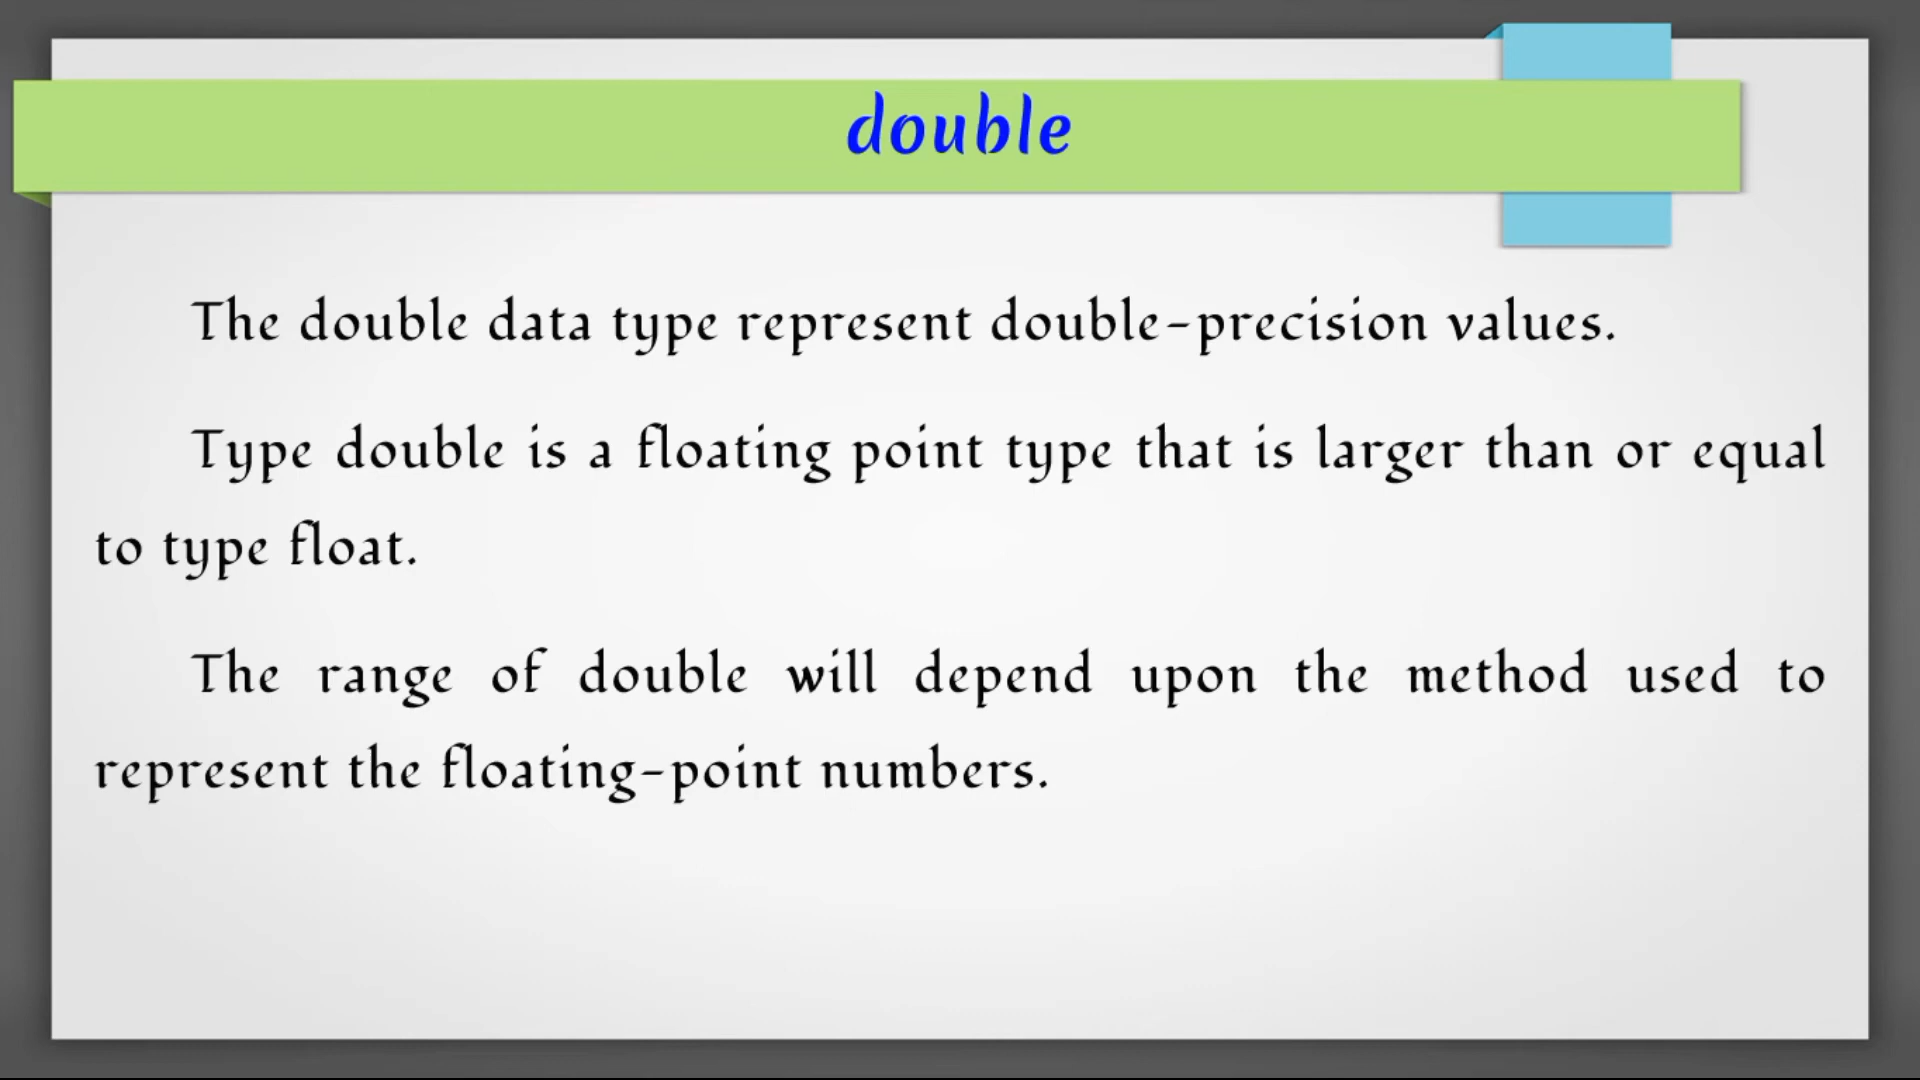 double
The double data type represent double-precision values.
Type double is a floating point type that is larger than or equal
to type float.
The range of double will depend upon the method used to
represent the floating-point numbers.